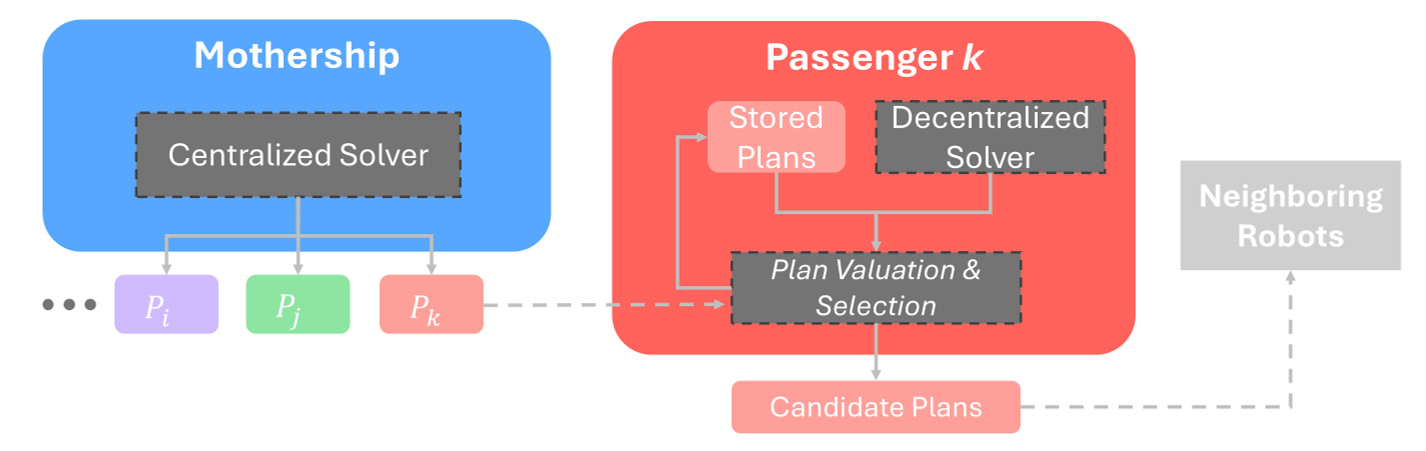 Mothership
Centralized Solver
P_i
P_j
P_k
Passenger k
Stored
Plans
Decentralized
Solver
Plan Valuation &
Selection
Candidate Plans
Neighboring
Robots